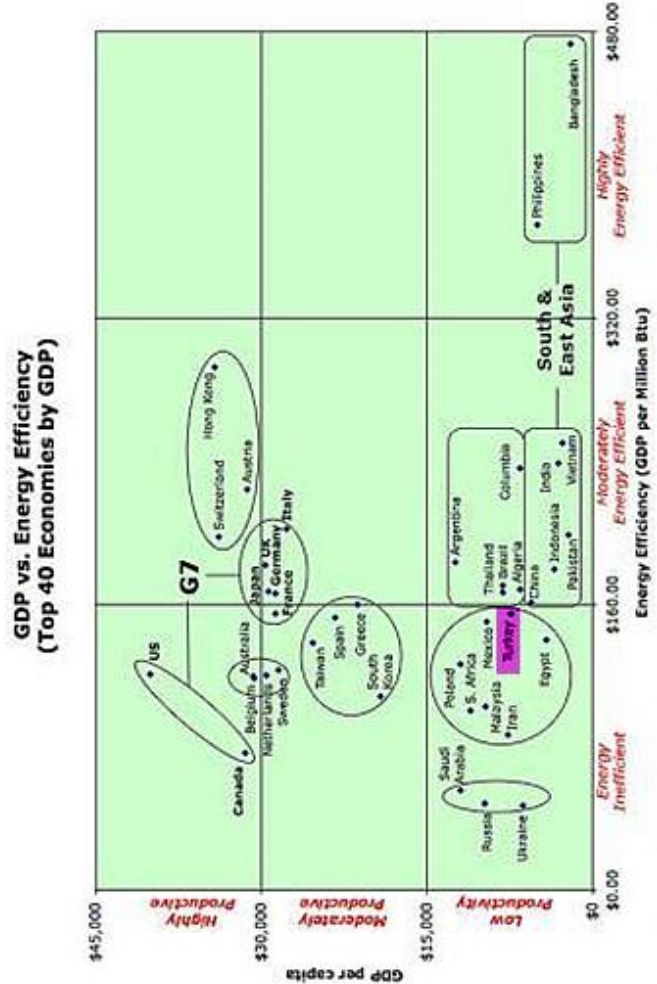 GDP vs. Energy Efficiency
(Top 40 Economies by GDP)
$45,000
$30,000
$15,000
$0
GDP per capita
Highly
Productive
Moderately
Productive
Low
Productivity
US
G7
Canada
Hong Kong
Switzerland
Austria
Japan
UK
Germany
France
Italy
Australia
Belgium
Netherlands
Sweden
Taiwan
Spain
Greece
South
Korea
Saudi
Arabia
Russia
Ukraine
Poland
S. Africa
Mexico
Malaysia
Turkey
Iran
Egypt
Argentina
Thailand
Brazil
Columbia
Algeria
China
India
Indonesia
Vietnam
Pakistan
South &
East Asia
Philippines
Bangladesh
$0.00
$160.00
$320.00
$480.00
Energy
Inefficient
Moderately
Energy Efficient
Highly
Energy Efficient
Energy Efficiency (GDP per Million Btu)